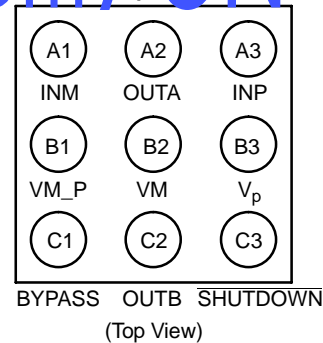 A1 A2 A3
INM OUTA INP
B1 B2 B3
VM_P VM Vp
C1 C2 C3
BYPASS OUTB SHUTDOWN
(Top View)